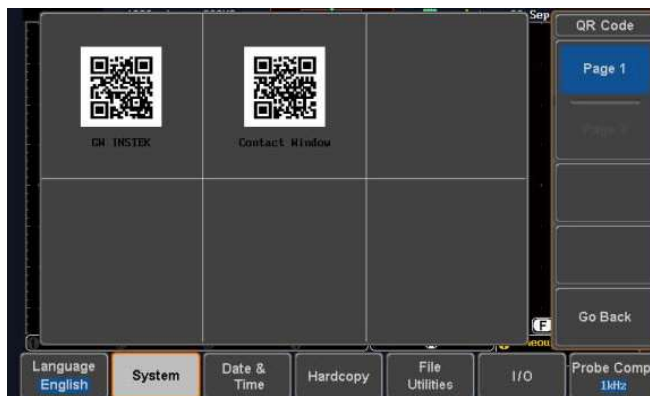 Sep
QR Code
Page 1
GW INSTEK
Contact Window
Go Back
F
Language
English
System
Date &
Time
Hardcopy
File
Utilities
I/O
Probe Comp
1kHz